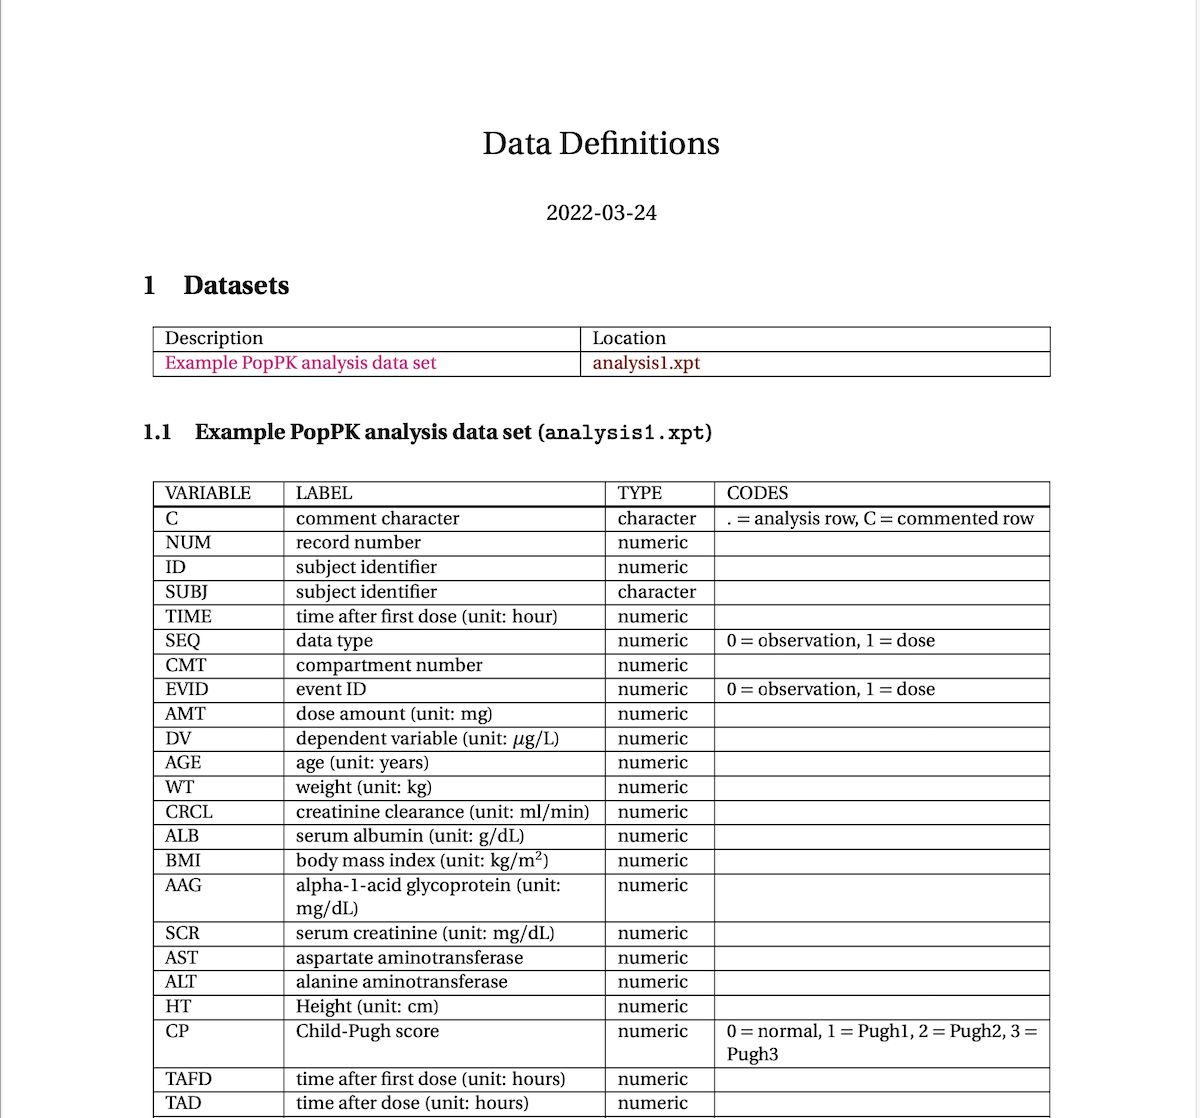 Data Definitions
2022-03-24
1 Datasets
Description Location
Example PopPK analysis data set analysis1.xpt
1.1 Example PopPK analysis data set (analysis1.xpt)
VARIABLE LABEL TYPE CODES
C comment character character . = analysis row, C = commented row
NUM record number numeric
ID subject identifier numeric
SUBJ subject identifier character
TIME time after first dose (unit: hour) numeric
SEQ data type numeric 0 = observation, 1 = dose
CMT compartment number numeric
EVID event ID numeric 0 = observation, 1 = dose
AMT dose amount (unit: mg) numeric
DV dependent variable (unit: μg/L) numeric
AGE age (unit: years) numeric
WT weight (unit: kg) numeric
CRCL creatinine clearance (unit: ml/min) numeric
ALB serum albumin (unit: g/dL) numeric
BMI body mass index (unit: kg/m²) numeric
AAG alpha-1-acid glycoprotein (unit: numeric
mg/dL)
SCR serum creatinine (unit: mg/dL) numeric
AST aspartate aminotransferase numeric
ALT alanine aminotransferase numeric
HT Height (unit: cm) numeric
CP Child-Pugh score numeric 0 = normal, 1 = Pugh1, 2 = Pugh2, 3 =
Pugh3
TAFD time after first dose (unit: hours) numeric
TAD time after dose (unit: hours) numeric